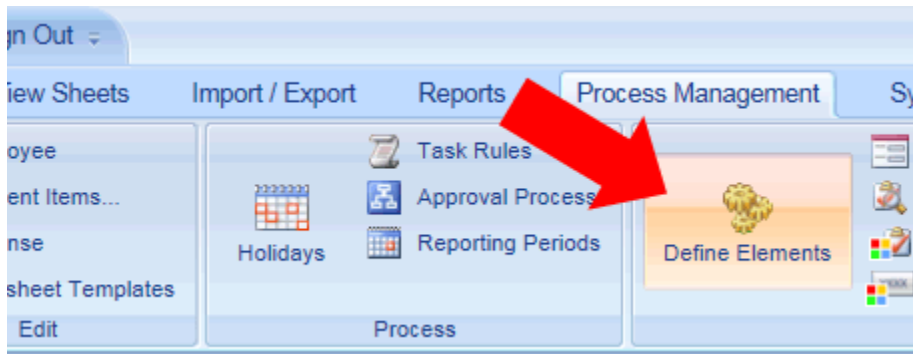 gn Out
iew Sheets Import / Export Reports Process Management Sy
oyee
ent Items...
nse
sheet Templates
Edit
Holidays
Task Rules
Approval Process
Reporting Periods
Process
Define Elements